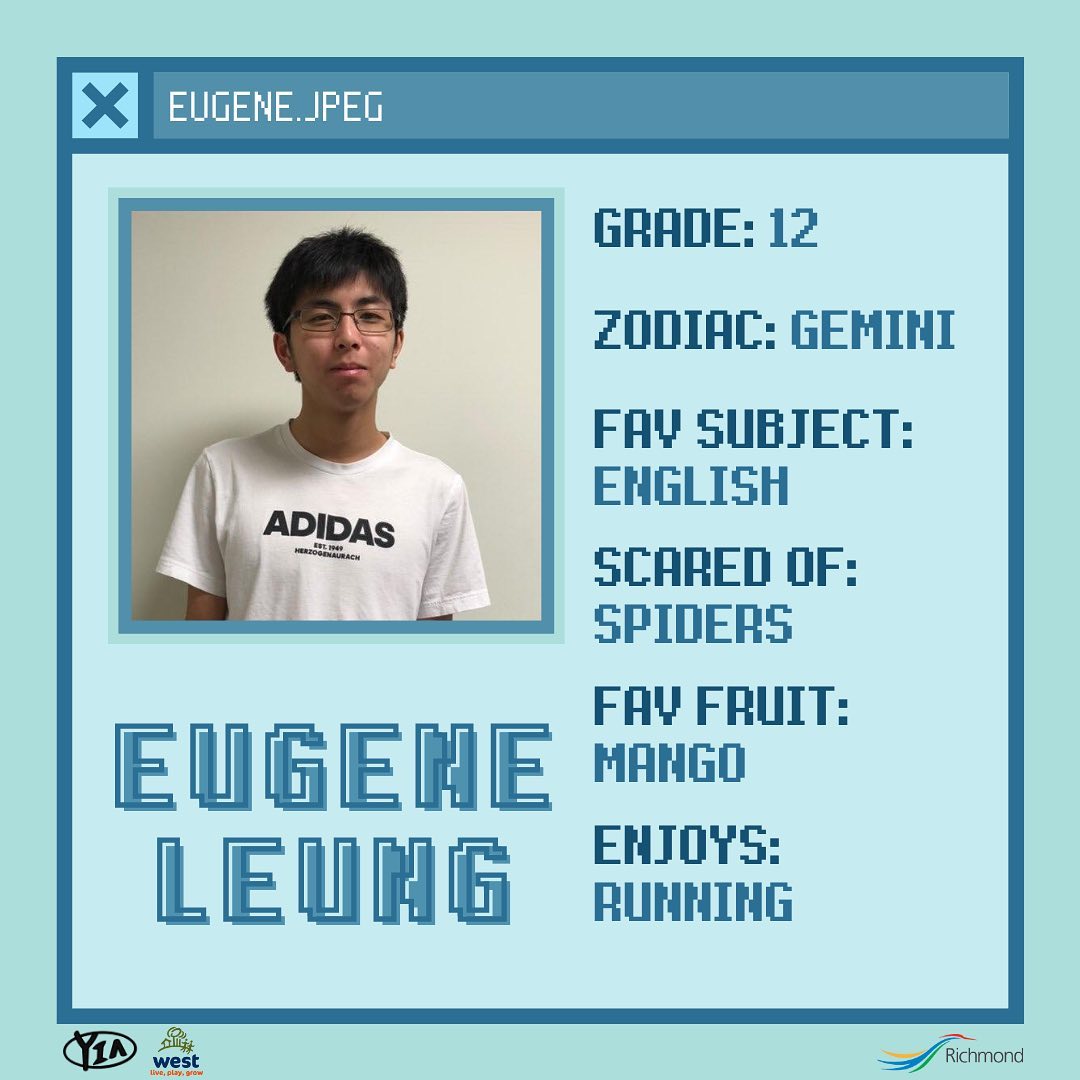 EUGENE.JPEG
ADIDAS
EST. 1949
HERZOGENAURACH
EUGENE
LEUNG
GRADE: 12
ZODIAC: GEMINI
FAV SUBJECT:
ENGLISH
SCARED OF:
SPIDERS
FAV FRUIT:
MANGO
ENJOYS:
RUNNING
YIA
west
live, play, grow
Richmond